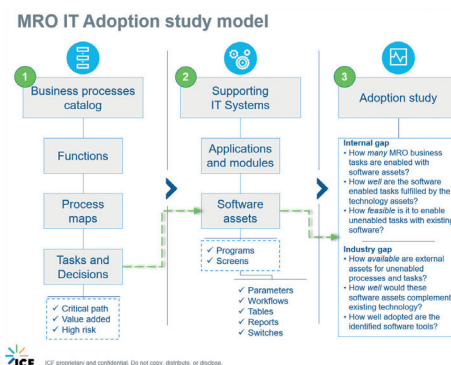 MRO IT Adoption study model
1
Business processes
catalog
Functions
Process
maps
Tasks and
Decisions
✓ Critical path
✓ Value added
✓ High risk
2
Supporting
IT Systems
Applications
and modules
Software
assets
✓ Programs
✓ Screens
✓ Parameters
✓ Workflows
✓ Tables
✓ Reports
✓ Switches
3
Adoption study
Internal gap
• How many MRO business
tasks are enabled with
software assets?
• How well are the software
enabled tasks fulfilled by the
technology assets?
• How feasible is it to enable
unenabled tasks with existing
software?
Industry gap
• How available are external
assets for unenabled
processes and tasks?
• How well would these
software assets complement
existing technology?
• How well adopted are the
identified software tools?
ICF
ICF proprietary and confidential. Do not copy, distribute, or disclose.